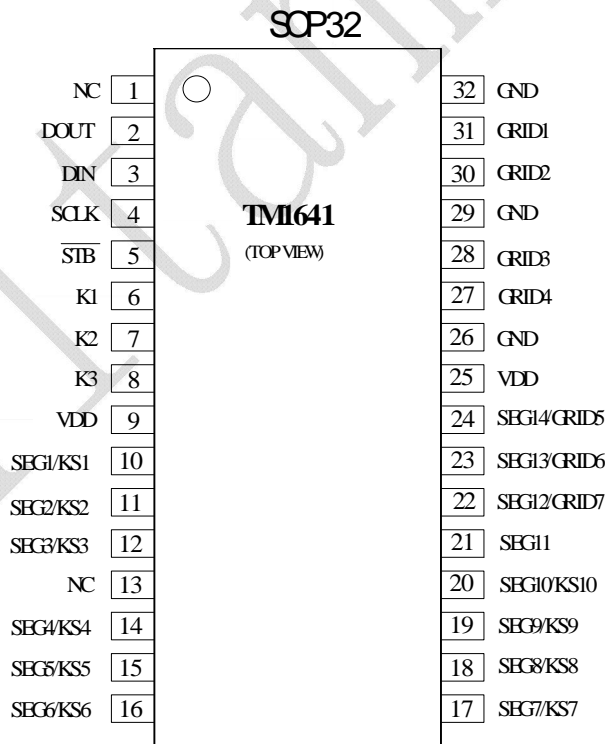 SOP32
NC 1 32 GND
DOUT 2 31 GRID1
DIN 3 TM1641 30 GRID2
SCLK 4 (TOP VIEW) 29 GND
STB 5 28 GRID3
K1 6 27 GRID4
K2 7 26 GND
K3 8 25 VDD
VDD 9 24 SEG14/GRID5
SEG1/KS1 10 23 SEG13/GRID6
SEG2/KS2 11 22 SEG12/GRID7
SEG3/KS3 12 21 SEG11
NC 13 20 SEG10/KS10
SEG4/KS4 14 19 SEG9/KS9
SEG5/KS5 15 18 SEG8/KS8
SEG6/KS6 16 17 SEG7/KS7